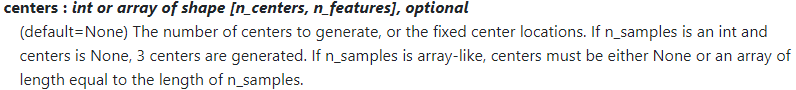 centers : int or array of shape [n_centers, n_features], optional
(default=None) The number of centers to generate, or the fixed center locations. If n_samples is an int and
centers is None, 3 centers are generated. If n_samples is array-like, centers must be either None or an array of
length equal to the length of n_samples.